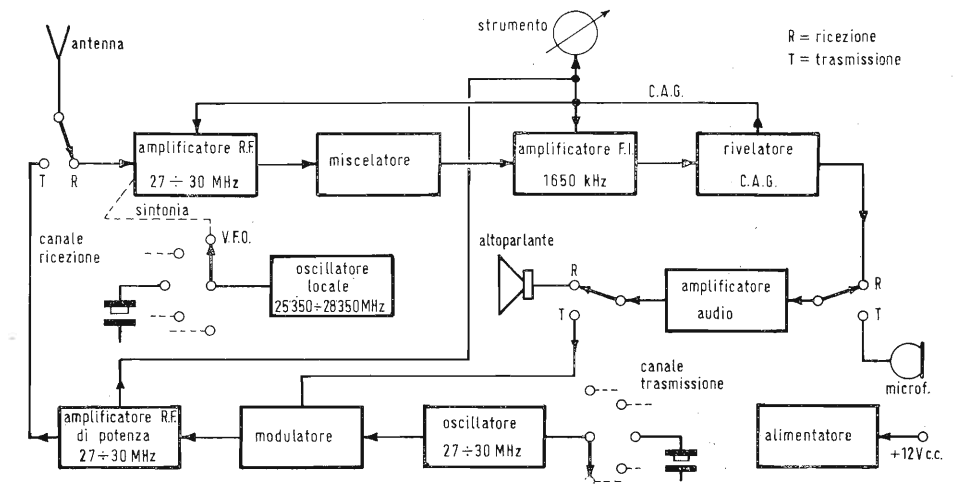 strumento
antenna
R = ricezione
T = trasmissione
C.A.G.
amplificatore R.F.
27 ÷ 30 MHz
miscelatore
amplificatore F.I.
1650 kHz
rivelatore
C.A.G.
T
R
sintonia
V.F.O.
canale
ricezione
oscillatore
locale
25350÷28350MHz
altoparlante
R
T
amplificatore
audio
R
T
microf.
canale
trasmissione
amplificatore R.F.
di potenza
27÷30 MHz
modulatore
oscillatore
27÷30 MHz
alimentatore
+12V c.c.